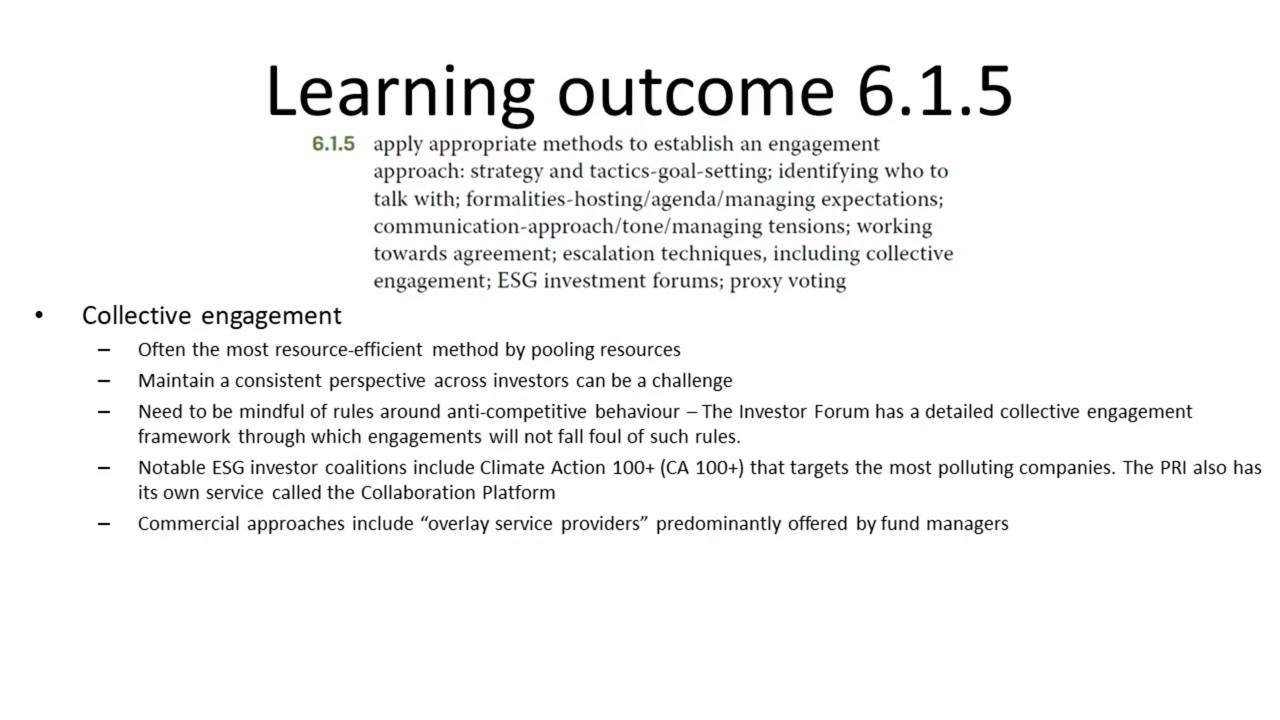 Learning outcome 6.1.5
6.1.5 apply appropriate methods to establish an engagement
approach: strategy and tactics-goal-setting; identifying who to
talk with; formalities-hosting/agenda/managing expectations;
communication-approach/tone/managing tensions; working
towards agreement; escalation techniques, including collective
engagement; ESG investment forums; proxy voting
• Collective engagement
– Often the most resource-efficient method by pooling resources
– Maintain a consistent perspective across investors can be a challenge
– Need to be mindful of rules around anti-competitive behaviour – The Investor Forum has a detailed collective engagement
framework through which engagements will not fall foul of such rules.
– Notable ESG investor coalitions include Climate Action 100+ (CA 100+) that targets the most polluting companies. The PRI also has
its own service called the Collaboration Platform
– Commercial approaches include “overlay service providers” predominantly offered by fund managers